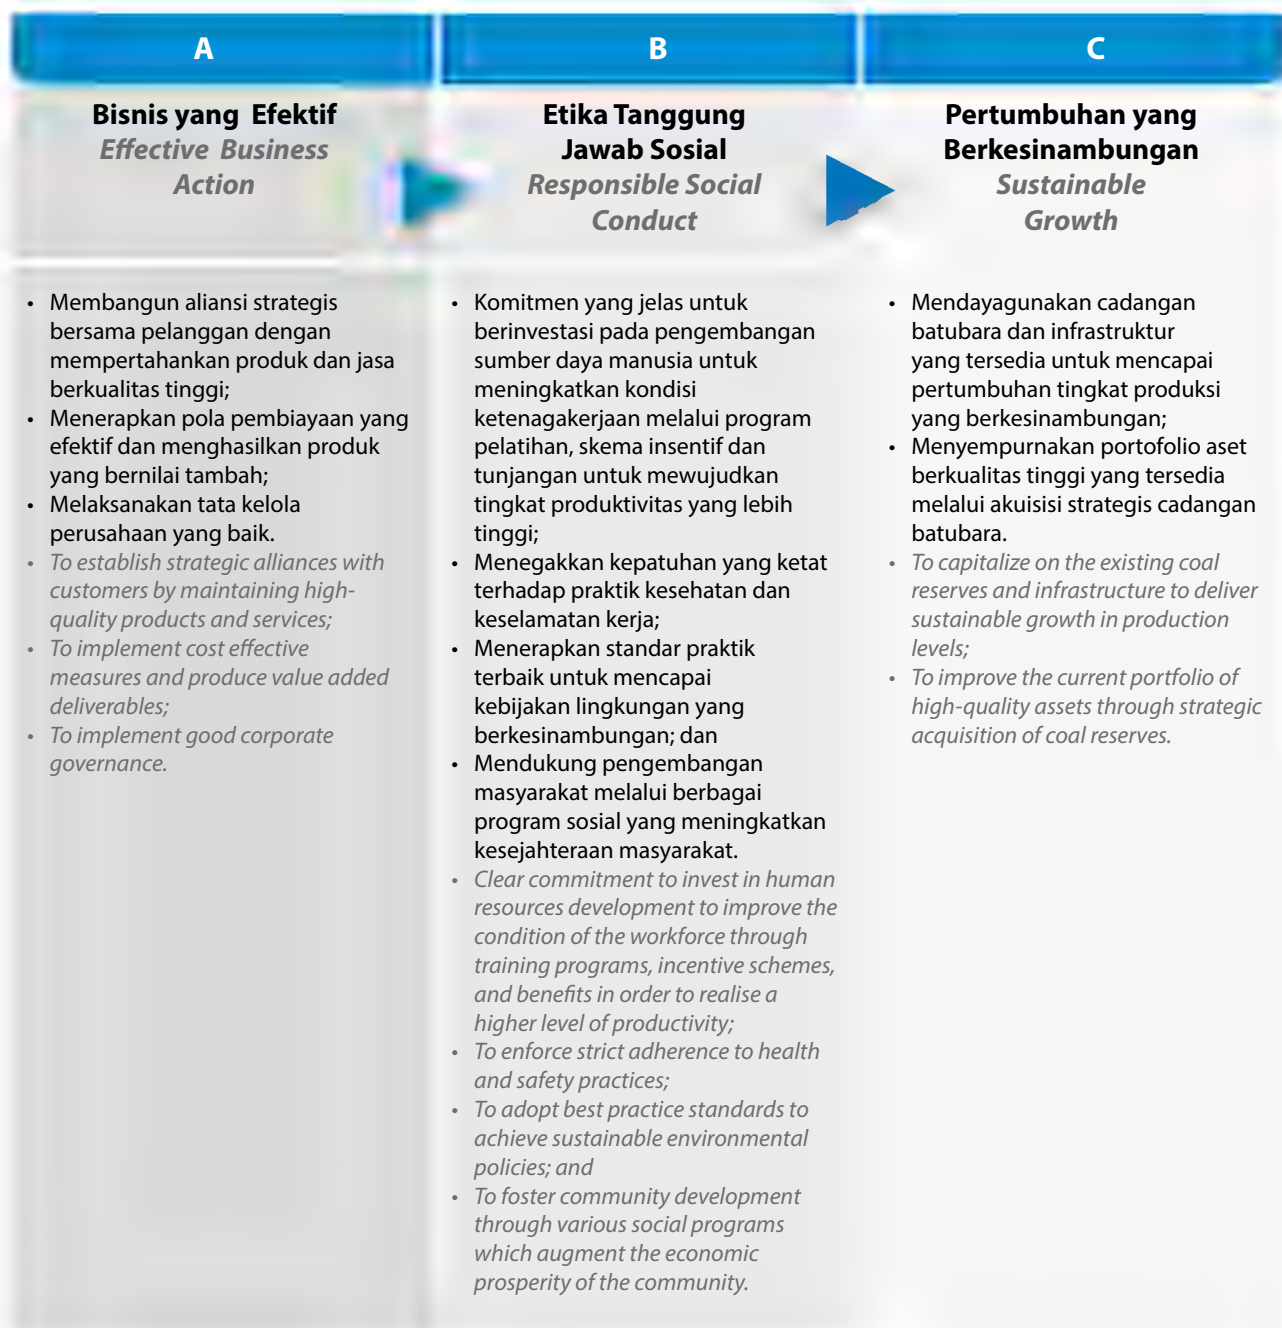 A
Bisnis yang Efektif
Effective Business
Action
• Membangun aliansi strategis
bersama pelanggan dengan
mempertahankan produk dan jasa
berkualitas tinggi;
• Menerapkan pola pembiayaan yang
efektif dan menghasilkan produk
yang bernilai tambah;
• Melaksanakan tata kelola
perusahaan yang baik.
• To establish strategic alliances with
customers by maintaining high-
quality products and services;
• To implement cost effective
measures and produce value added
deliverables;
• To implement good corporate
governance.
B
Etika Tanggung
Jawab Sosial
Responsible Social
Conduct
• Komitmen yang jelas untuk
berinvestasi pada pengembangan
sumber daya manusia untuk
meningkatkan kondisi
ketenagakerjaan melalui program
pelatihan, skema insentif dan
tunjangan untuk mewujudkan
tingkat produktivitas yang lebih
tinggi;
• Menegakkan kepatuhan yang ketat
terhadap praktik kesehatan dan
keselamatan kerja;
• Menerapkan standar praktik
terbaik untuk mencapai
kebijakan lingkungan yang
berkesinambungan; dan
• Mendukung pengembangan
masyarakat melalui berbagai
program sosial yang meningkatkan
kesejahteraan masyarakat.
• Clear commitment to invest in human
resources development to improve the
condition of the workforce through
training programs, incentive schemes,
and benefits in order to realise a
higher level of productivity;
• To enforce strict adherence to health
and safety practices;
• To adopt best practice standards to
achieve sustainable environmental
policies; and
• To foster community development
through various social programs
which augment the economic
prosperity of the community.
C
Pertumbuhan yang
Berkesinambungan
Sustainable
Growth
• Mendayagunakan cadangan
batubara dan infrastruktur
yang tersedia untuk mencapai
pertumbuhan tingkat produksi
yang berkesinambungan;
• Menyempurnakan portofolio aset
berkualitas tinggi yang tersedia
melalui akuisisi strategis cadangan
batubara.
• To capitalize on the existing coal
reserves and infrastructure to deliver
sustainable growth in production
levels;
• To improve the current portfolio of
high-quality assets through strategic
acquisition of coal reserves.